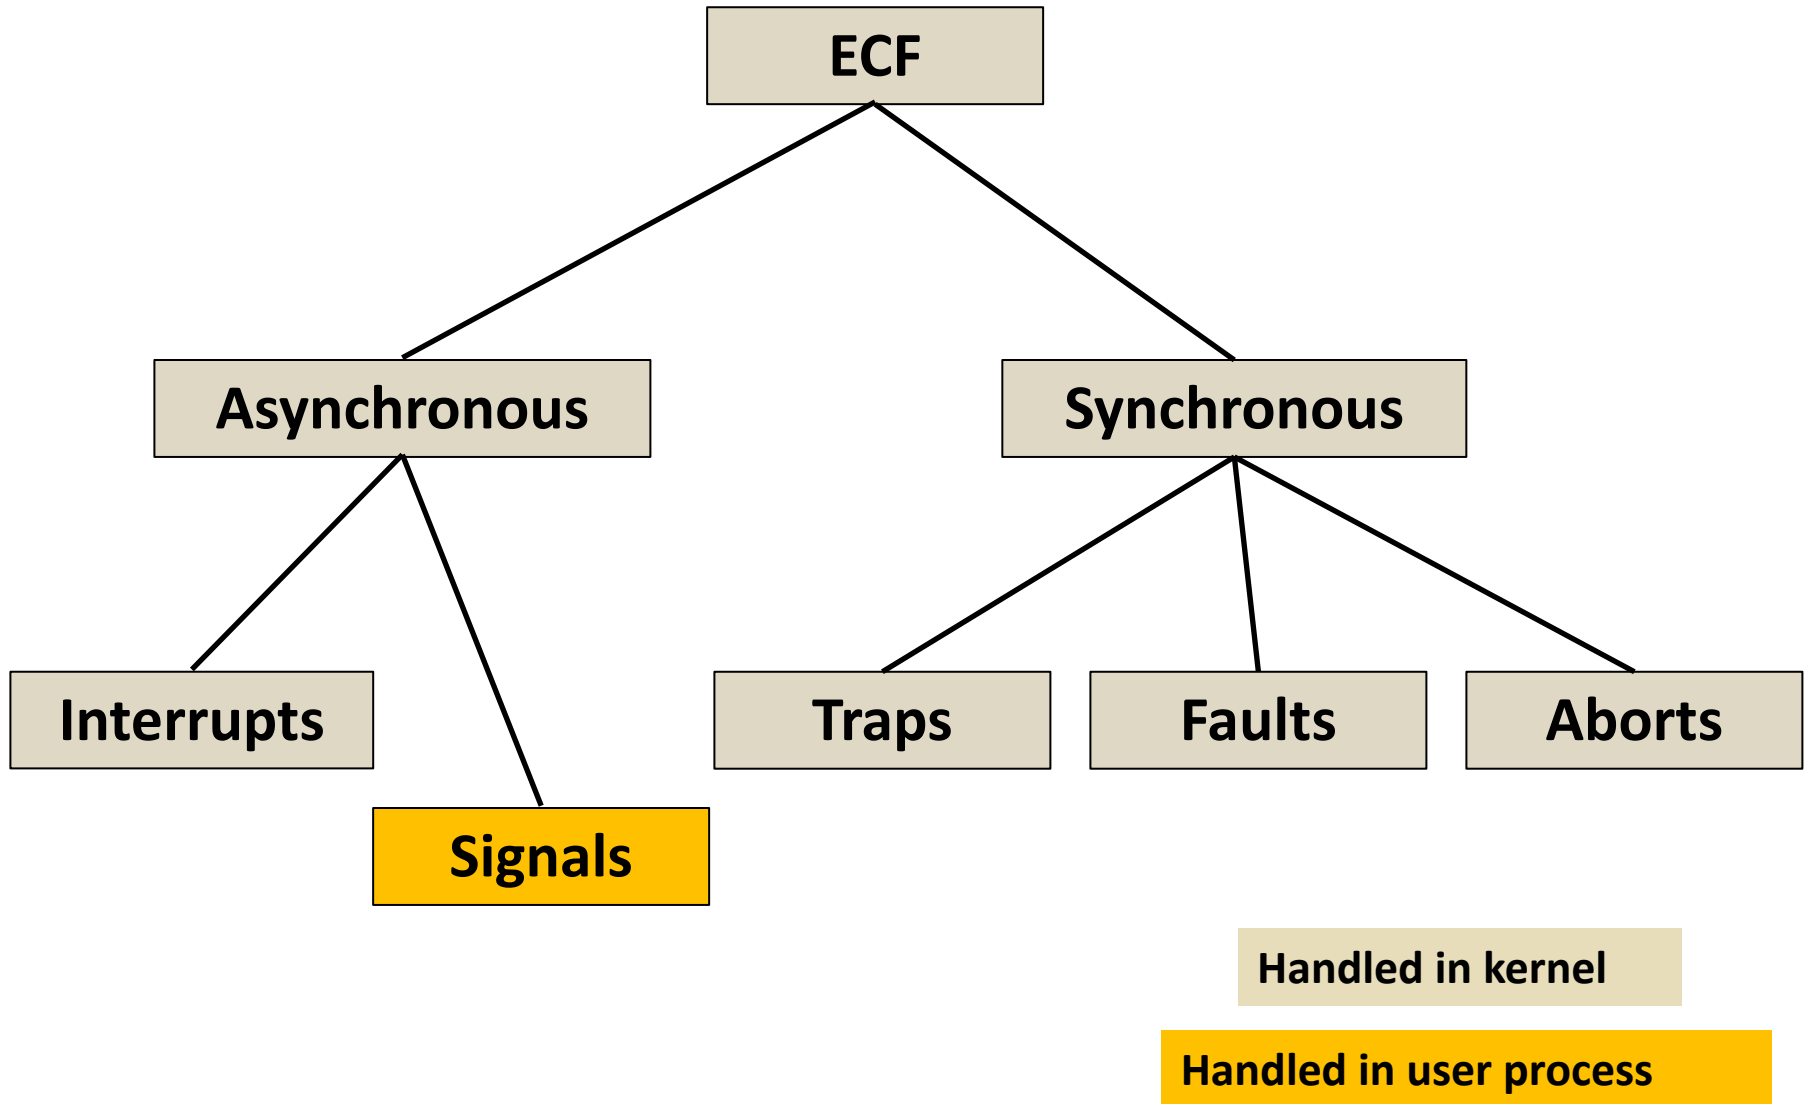 ECF
Asynchronous
Synchronous
Interrupts
Traps
Faults
Aborts
Signals
Handled in kernel
Handled in user process